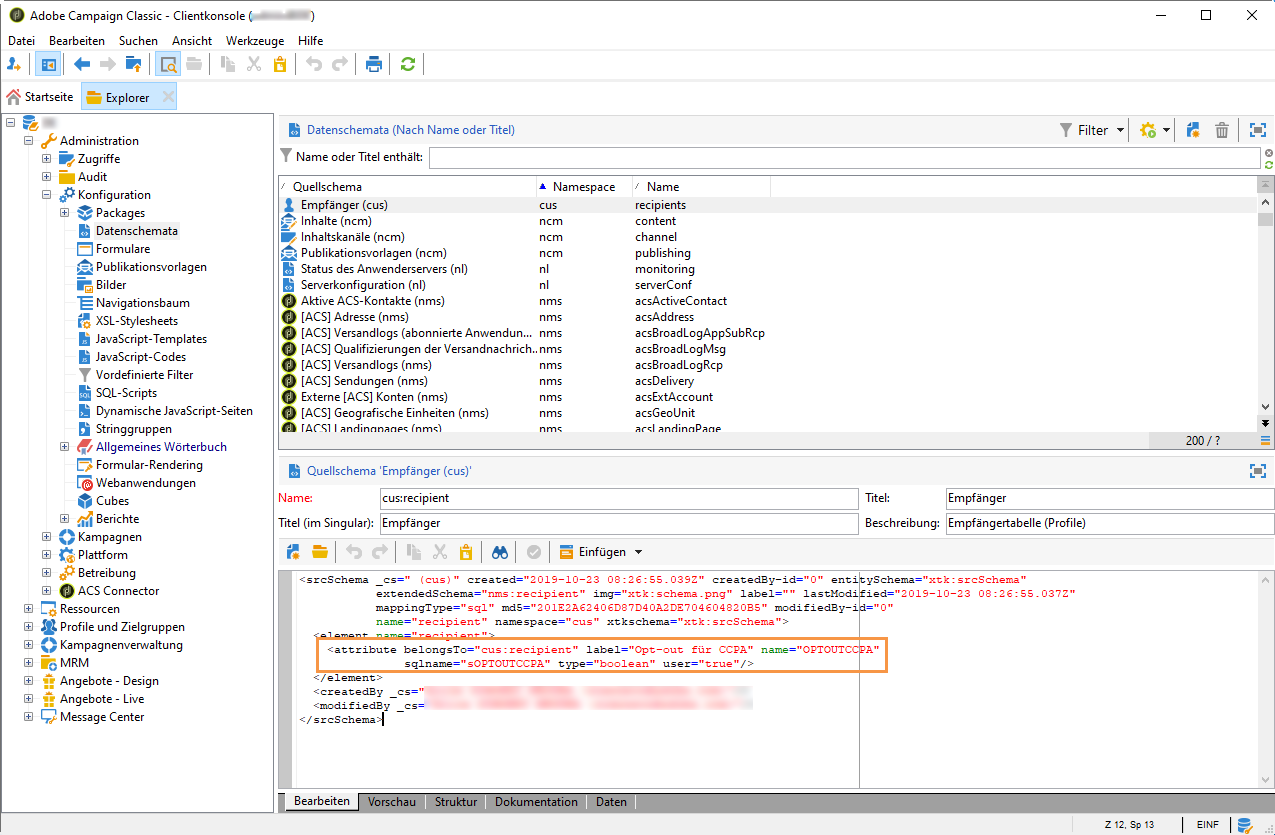 Adobe Campaign Classic - Clientkonsole (
Datei Bearbeiten Suchen Ansicht Werkzeuge Hilfe
Startseite Explorer
Administration
Zugriffe
Audit
Konfiguration
Packages
Datenschemata
Formulare
Publikationsvorlagen
Bilder
Navigationsbaum
XSL-Stylesheets
JavaScript-Templates
JavaScript-Codes
Vordefinierte Filter
SQL-Scripts
Dynamische JavaScript-Seiten
Stringgruppen
Allgemeines Wörterbuch
Formular-Rendering
Webanwendungen
Cubes
Berichte
Kampagnen
Plattform
Betreibung
ACS Connector
Ressourcen
Profile und Zielgruppen
Kampagnenverwaltung
MRM
Angebote - Design
Angebote - Live
Message Center
Datenschemata (Nach Name oder Titel) Filter
Name oder Titel enthält:
Quellschema Namespace Name
Empfänger (cus) cus recipients
Inhalte (ncm) ncm content
Inhaltskanäle (ncm) ncm channel
Publikationsvorlagen (ncm) ncm publishing
Status des Anwenderservers (nl) nl monitoring
Serverkonfiguration (nl) nl serverConf
Aktive ACS-Kontakte (nms) nms acsActiveContact
[ACS] Adresse (nms) nms acsAddress
[ACS] Versandlogs (abonnierte Anwendun... nms acsBroadLogAppSubRcp
[ACS] Qualifizierungen der Versandnachrich... nms acsBroadLogMsg
[ACS] Versandlogs (nms) nms acsBroadLogRcp
[ACS] Sendungen (nms) nms acsDelivery
Externe [ACS] Konten (nms) nms acsExtAccount
[ACS] Geografische Einheiten (nms) nms acsGeoUnit
[ACS] Landingpages (nms) nms acsLandingPage
200 / ?
Quellschema 'Empfänger (cus)'
Name: cus:recipient Titel: Empfänger
Titel (im Singular): Empfänger Beschreibung: Empfängertabelle (Profile)
Einfügen
<srcSchema _cs=" (cus)" created="2019-10-23 08:26:55.039Z" createdBy-id="0" entitySchema="xtk:srcSchema"
extendedSchema="nms:recipient" img="xtk:schema.png" label="" lastModified="2019-10-23 08:26:55.037Z"
mappingType="sql" md5="201E2A62406D87D40A2DE704604820B5" modifiedBy-id="0"
name="recipient" namespace="cus" xtkschema="xtk:srcSchema">
<element name="recipient">
<attribute belongsTo="cus:recipient" label="Opt-out für CCPA" name="OPTOUTCCPA"
sqlname="sOPTOUTCCPA" type="boolean" user="true"/>
</element>
<createdBy _cs="
<modifiedBy _cs=
</srcSchema>
Bearbeiten Vorschau Struktur Dokumentation Daten
Z 12, Sp 13 EINF